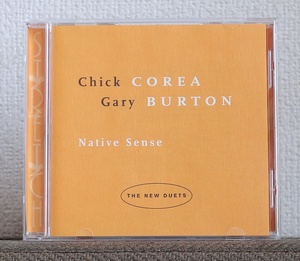 Chick COREA
Gary BURTON
Native Sense
THE NEW DUETS